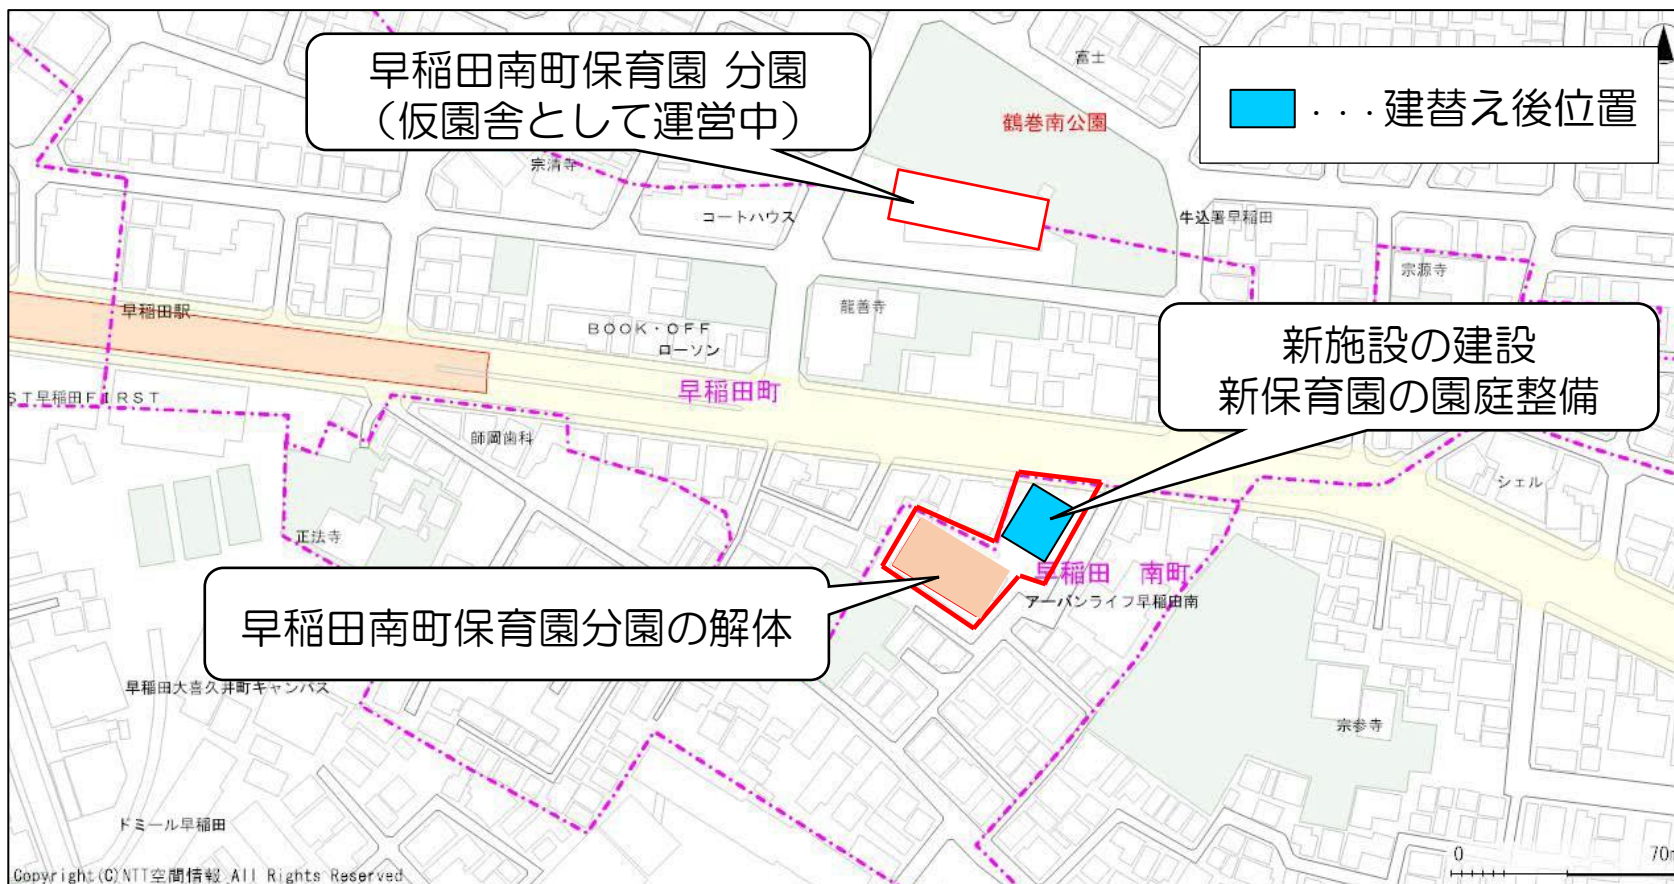 早稲田南町保育園 分園
（仮園舎として運営中）
富士
・・・建替え後位置
鶴巻南公園
宗清寺
コートハウス
牛込署早稲田
宗源寺
早稲田駅
龍善寺
BOOK・OFF
ローソン
新施設の建設
新保育園の園庭整備
早稲田町
ST早稲田FIRST
師岡歯科
シェル
正法寺
早稲田 南町
アーバンライフ早稲田南
早稲田南町保育園分園の解体
早稲田大喜久井町キャンパス
宗参寺
ドミール早稲田
0 70m
Copyright(C)NTT空間情報 All Rights Reserved